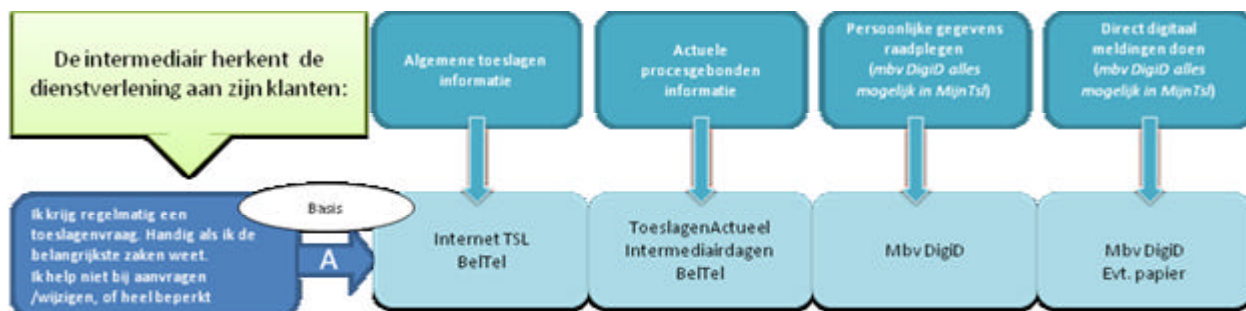 De intermediair herkent de
dienstverlening aan zijn klanten:
Algemene toeslagen
informatie
Actuele
procesgebonden
informatie
Persoonlijke gegevens
raadplegen
(mbv DigiD alles
mogelijk in MijnTsl)
Direct digitaal
meldingen doen
(mbv DigiD alles
mogelijk in MijnTsl)
Ik krijg regelmatig een
toeslagenvraag. Handig als ik de
belangrijkste zaken weet.
Ik help niet bij aanvragen
/wijzigen, of heel beperkt
Basis
A
Internet TSL
BelTel
ToeslagenActueel
Intermediairdagen
BelTel
Mbv DigiD
Mbv DigiD
Evt. papier